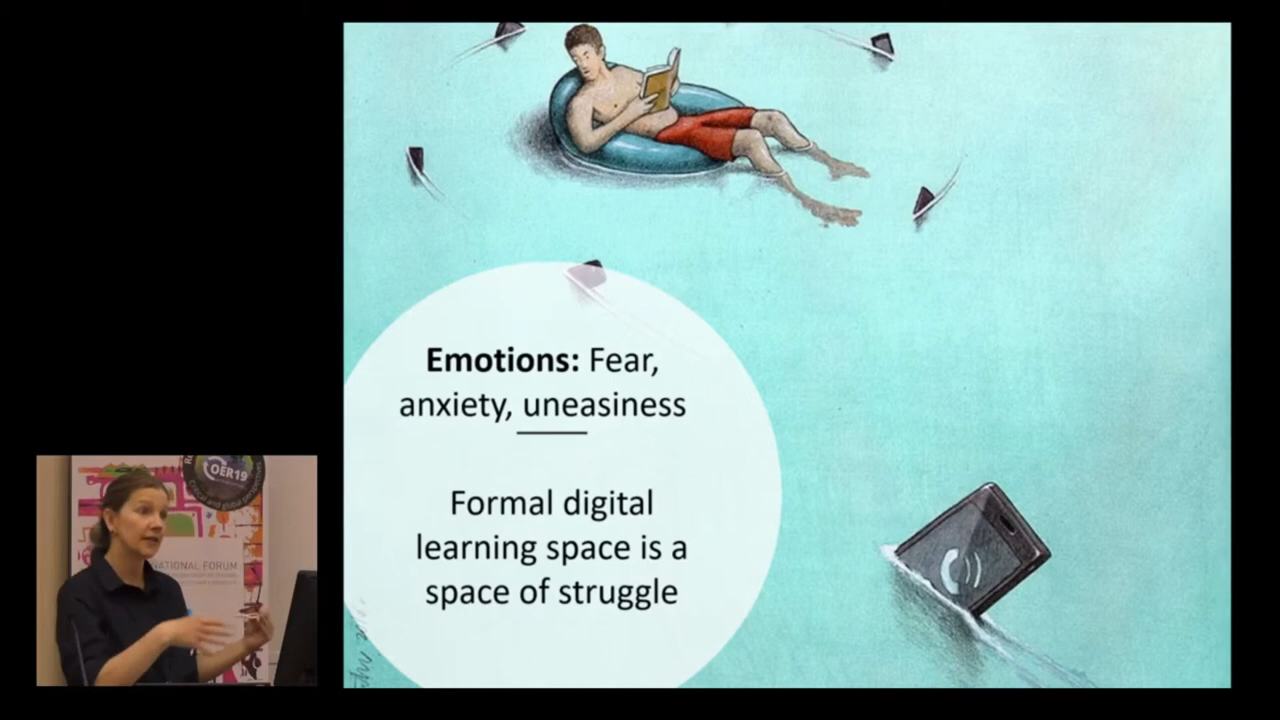 Emotions: Fear,
anxiety, uneasiness
Formal digital
learning space is a
space of struggle
OER19
NATIONAL FORUM